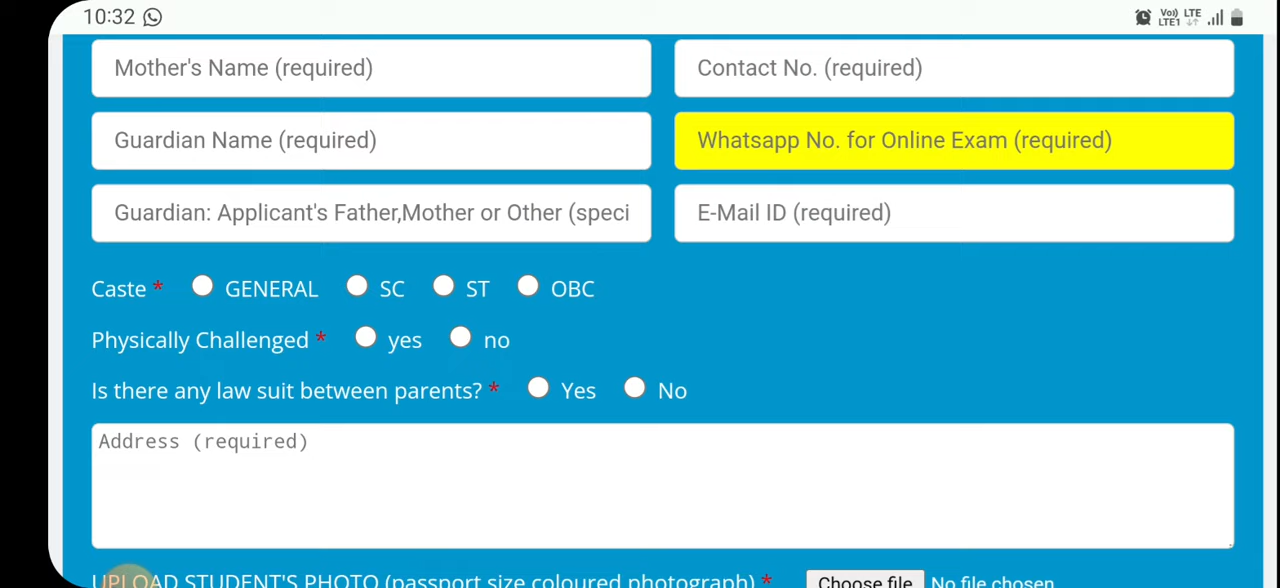 10:32
Vo)) LTE
LTE1
Mother's Name (required)
Contact No. (required)
Guardian Name (required)
Whatsapp No. for Online Exam (required)
Guardian: Applicant's Father,Mother or Other (speci
E-Mail ID (required)
Caste * GENERAL SC ST OBC
Physically Challenged * yes no
Is there any law suit between parents? * Yes No
Address (required)
UPLOAD STUDENT'S PHOTO (passport size coloured photograph) * Choose file No file chosen